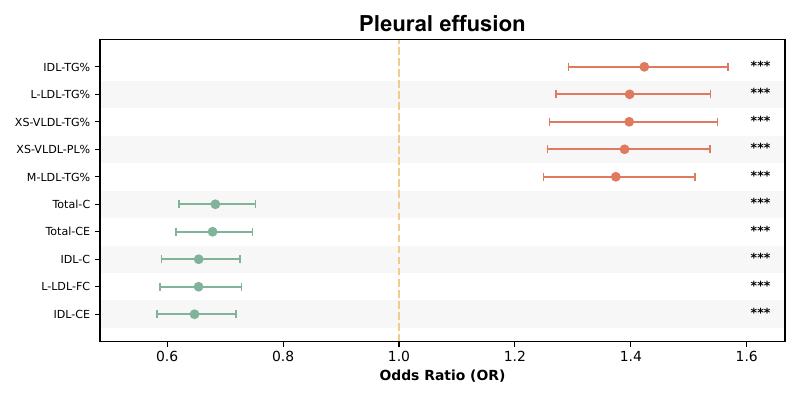 Pleural effusion
IDL-TG% ***
L-LDL-TG% ***
XS-VLDL-TG% ***
XS-VLDL-PL% ***
M-LDL-TG% ***
Total-C ***
Total-CE ***
IDL-C ***
L-LDL-FC ***
IDL-CE ***
0.6 0.8 1.0 1.2 1.4 1.6
Odds Ratio (OR)